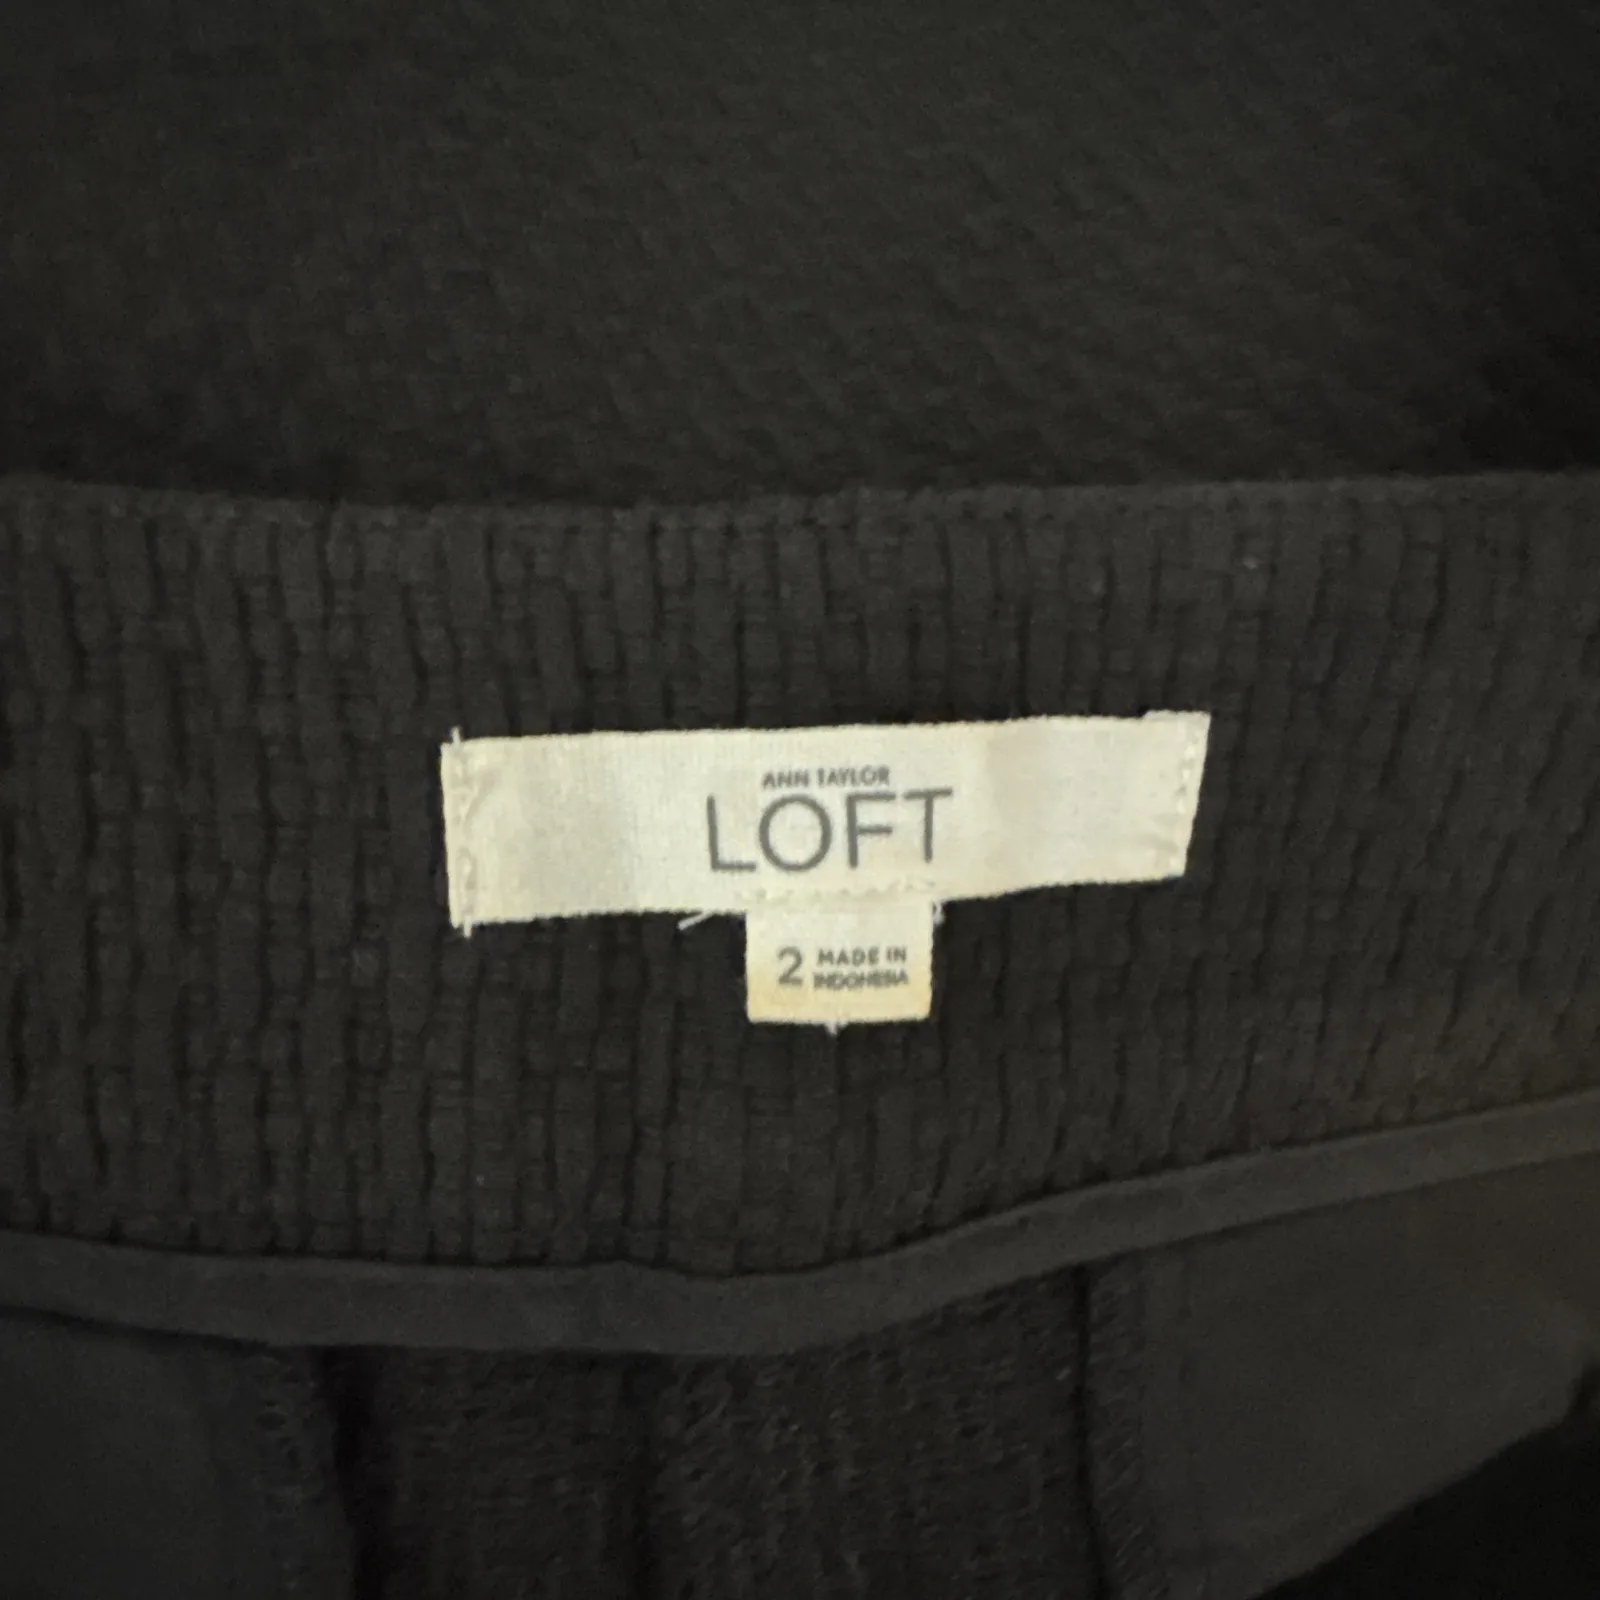 ANN TAYLOR
LOFT
2 MADE IN
INDONESIA